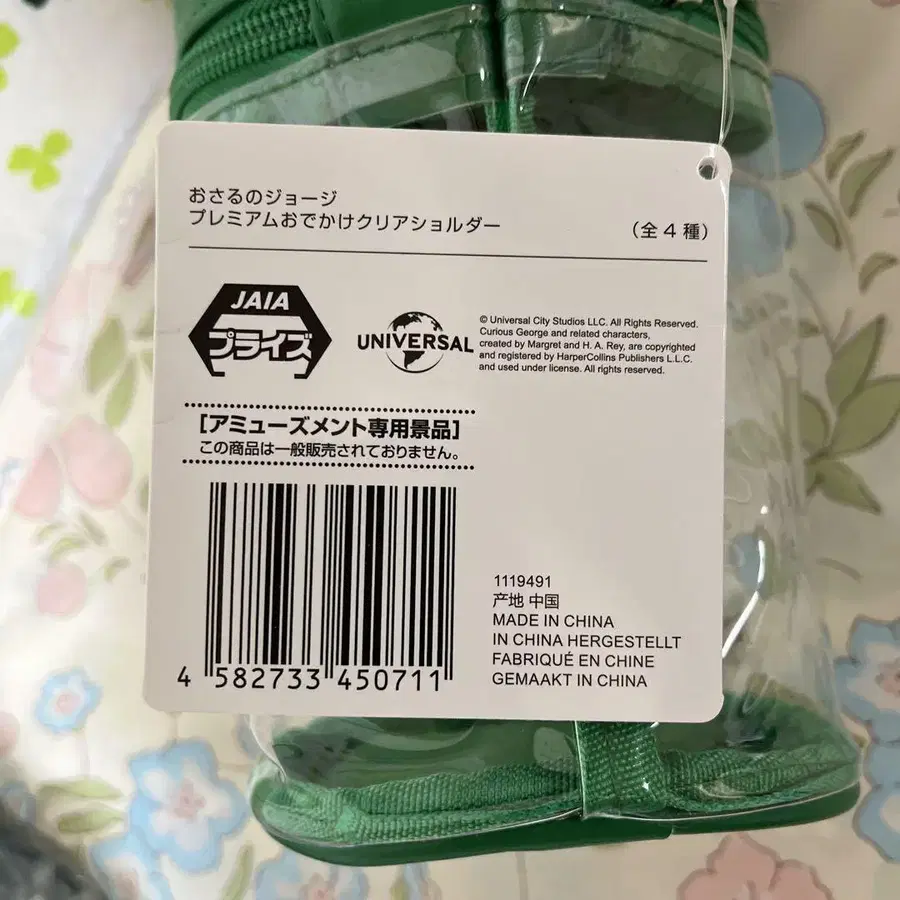 おさるのジョージ
プレミアムおでかけクリアショルダー
（全４種）
JAIA
プライズ
UNIVERSAL
© Universal City Studios LLC. All Rights Reserved.
Curious George and related characters,
created by Margret and H. A. Rey, are copyrighted
and registered by HarperCollins Publishers L.L.C.
and used under license. All rights reserved.
［アミューズメント専用景品］
この商品は一般販売されておりません。
4 582733 450711
1119491
产地 中国
MADE IN CHINA
IN CHINA HERGESTELLT
FABRIQUÉ EN CHINE
GEMAAKT IN CHINA